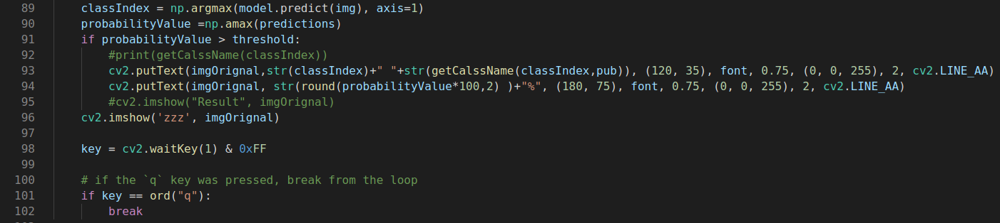 89 classIndex = np.argmax(model.predict(img), axis=1)
90 probabilityValue =np.amax(predictions)
91 if probabilityValue > threshold:
92 #print(getCalssName(classIndex))
93 cv2.putText(imgOrignal,str(classIndex)+" "+str(getCalssName(classIndex,pub)), (120, 35), font, 0.75, (0, 0, 255), 2, cv2.LINE_AA)
94 cv2.putText(imgOrignal, str(round(probabilityValue*100,2) )+"%", (180, 75), font, 0.75, (0, 0, 255), 2, cv2.LINE_AA)
95 #cv2.imshow("Result", imgOrignal)
96 cv2.imshow('zzz', imgOrignal)
97
98 key = cv2.waitKey(1) & 0xFF
99
100 # if the `q` key was pressed, break from the loop
101 if key == ord("q"):
102 break